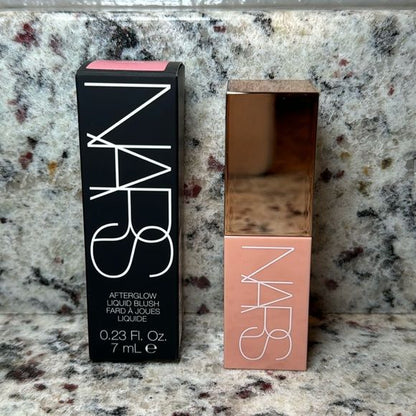 NARS
AFTERGLOW
LIQUID BLUSH
FARD À JOUES
LIQUIDE
0.23 Fl. Oz.
7 mL e
NARS